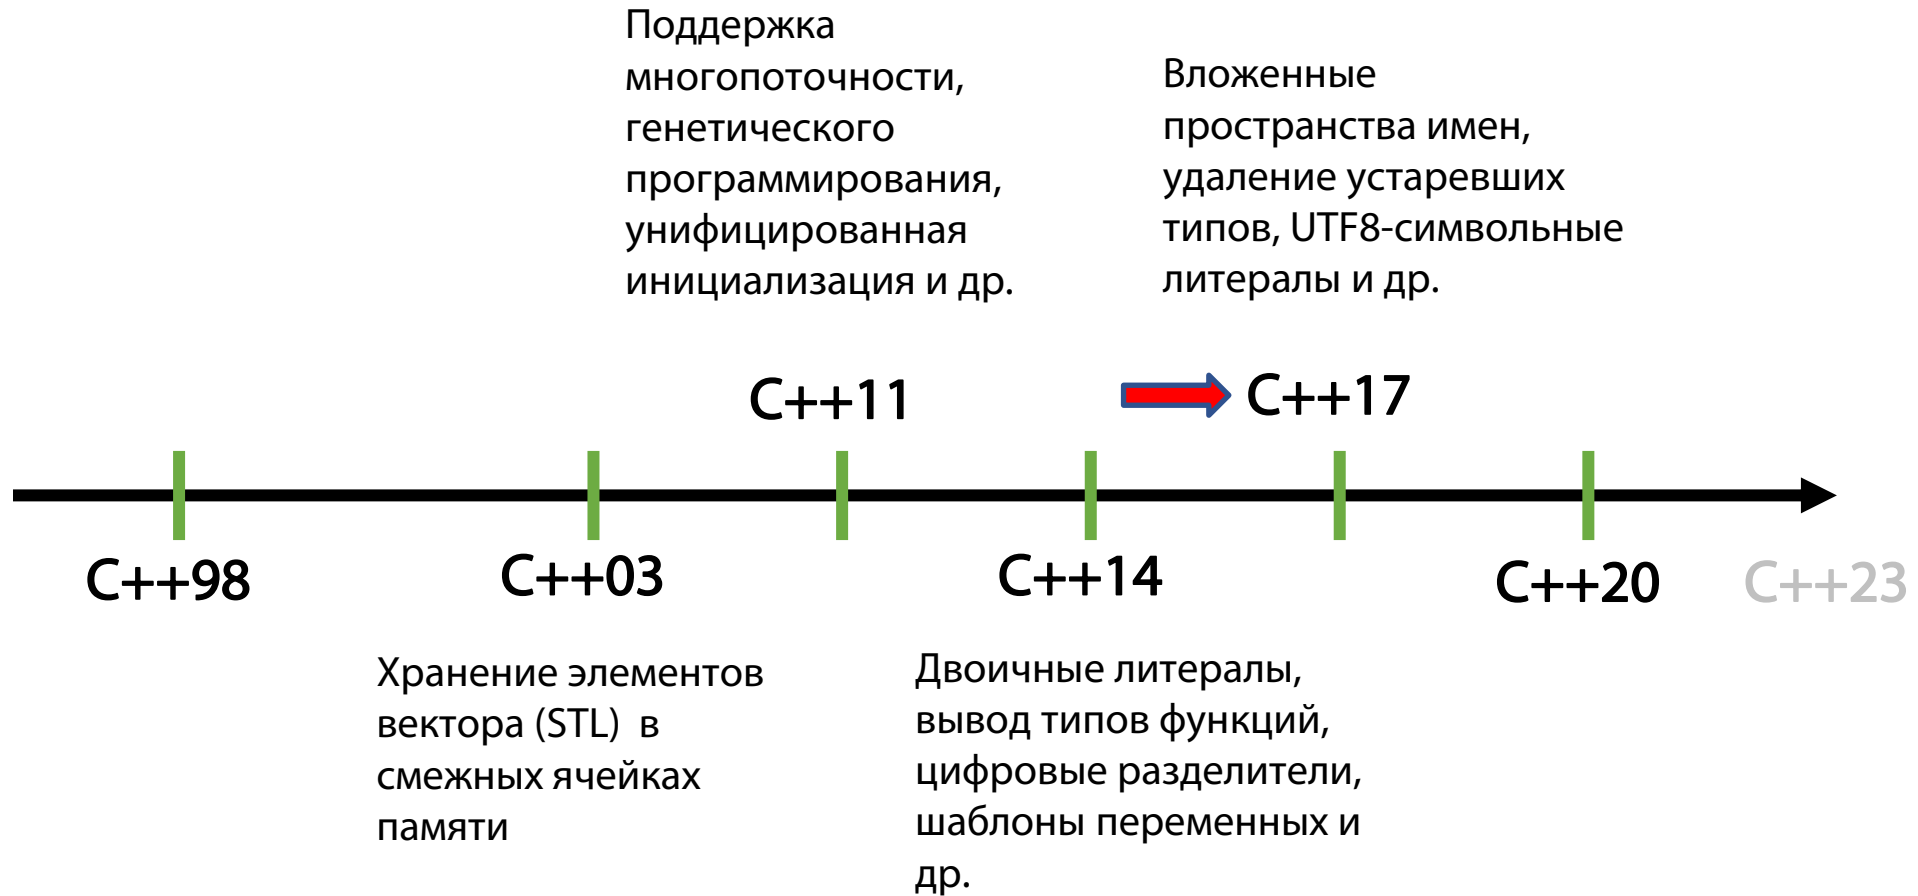 Поддержка
многопоточности,
генетического
программирования,
унифицированная
инициализация и др.
Вложенные
пространства имен,
удаление устаревших
типов, UTF8-символьные
литералы и др.
C++11
C++17
C++98
C++03
C++14
C++20
C++23
Хранение элементов
вектора (STL) в
смежных ячейках
памяти
Двоичные литералы,
вывод типов функций,
цифровые разделители,
шаблоны переменных и
др.